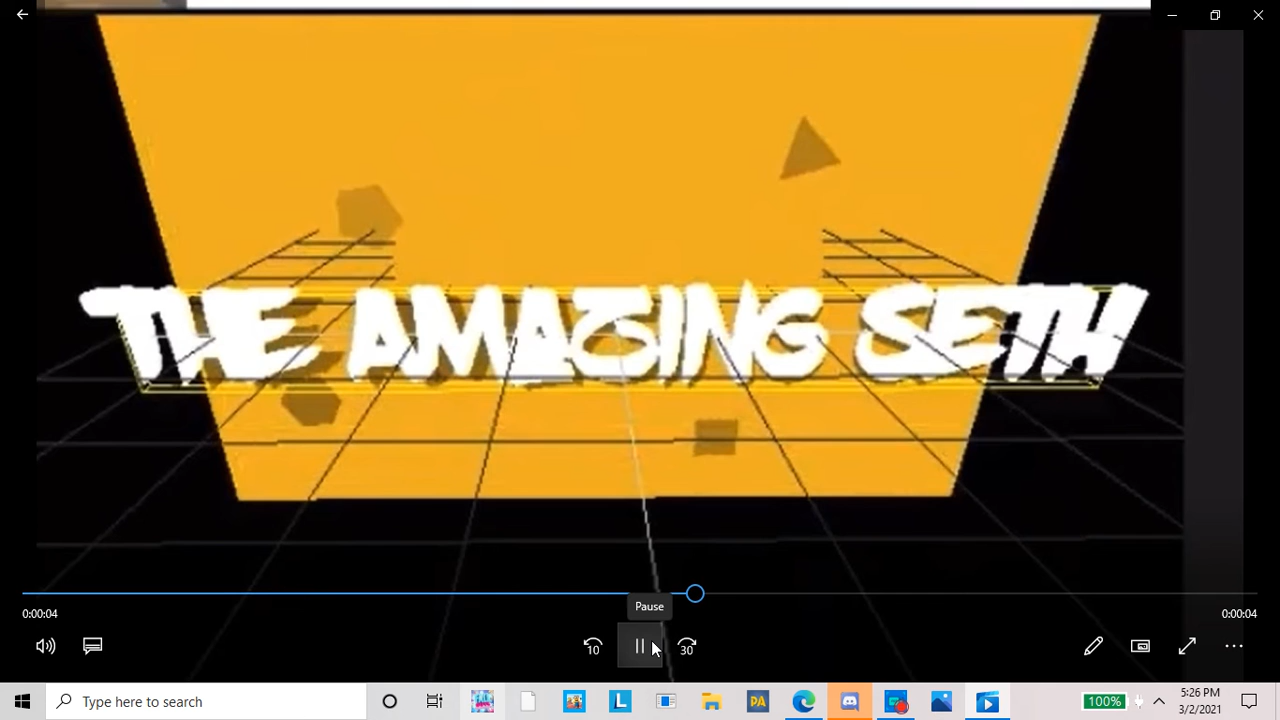 THE AMAZING SETH
Pause
0:00:04
0:00:04
10
30
Type here to search
L
PA
100%
5:26 PM
3/2/2021